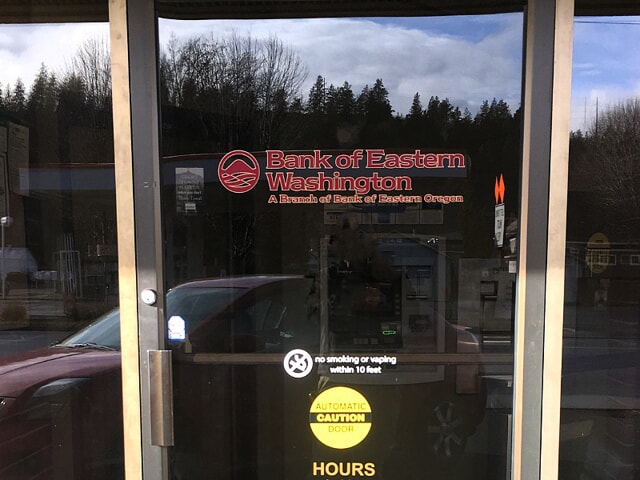 Bank of Eastern
Washington
A Branch of Bank of Eastern Oregon
no smoking or vaping
within 10 feet
AUTOMATIC
CAUTION
DOOR
HOURS